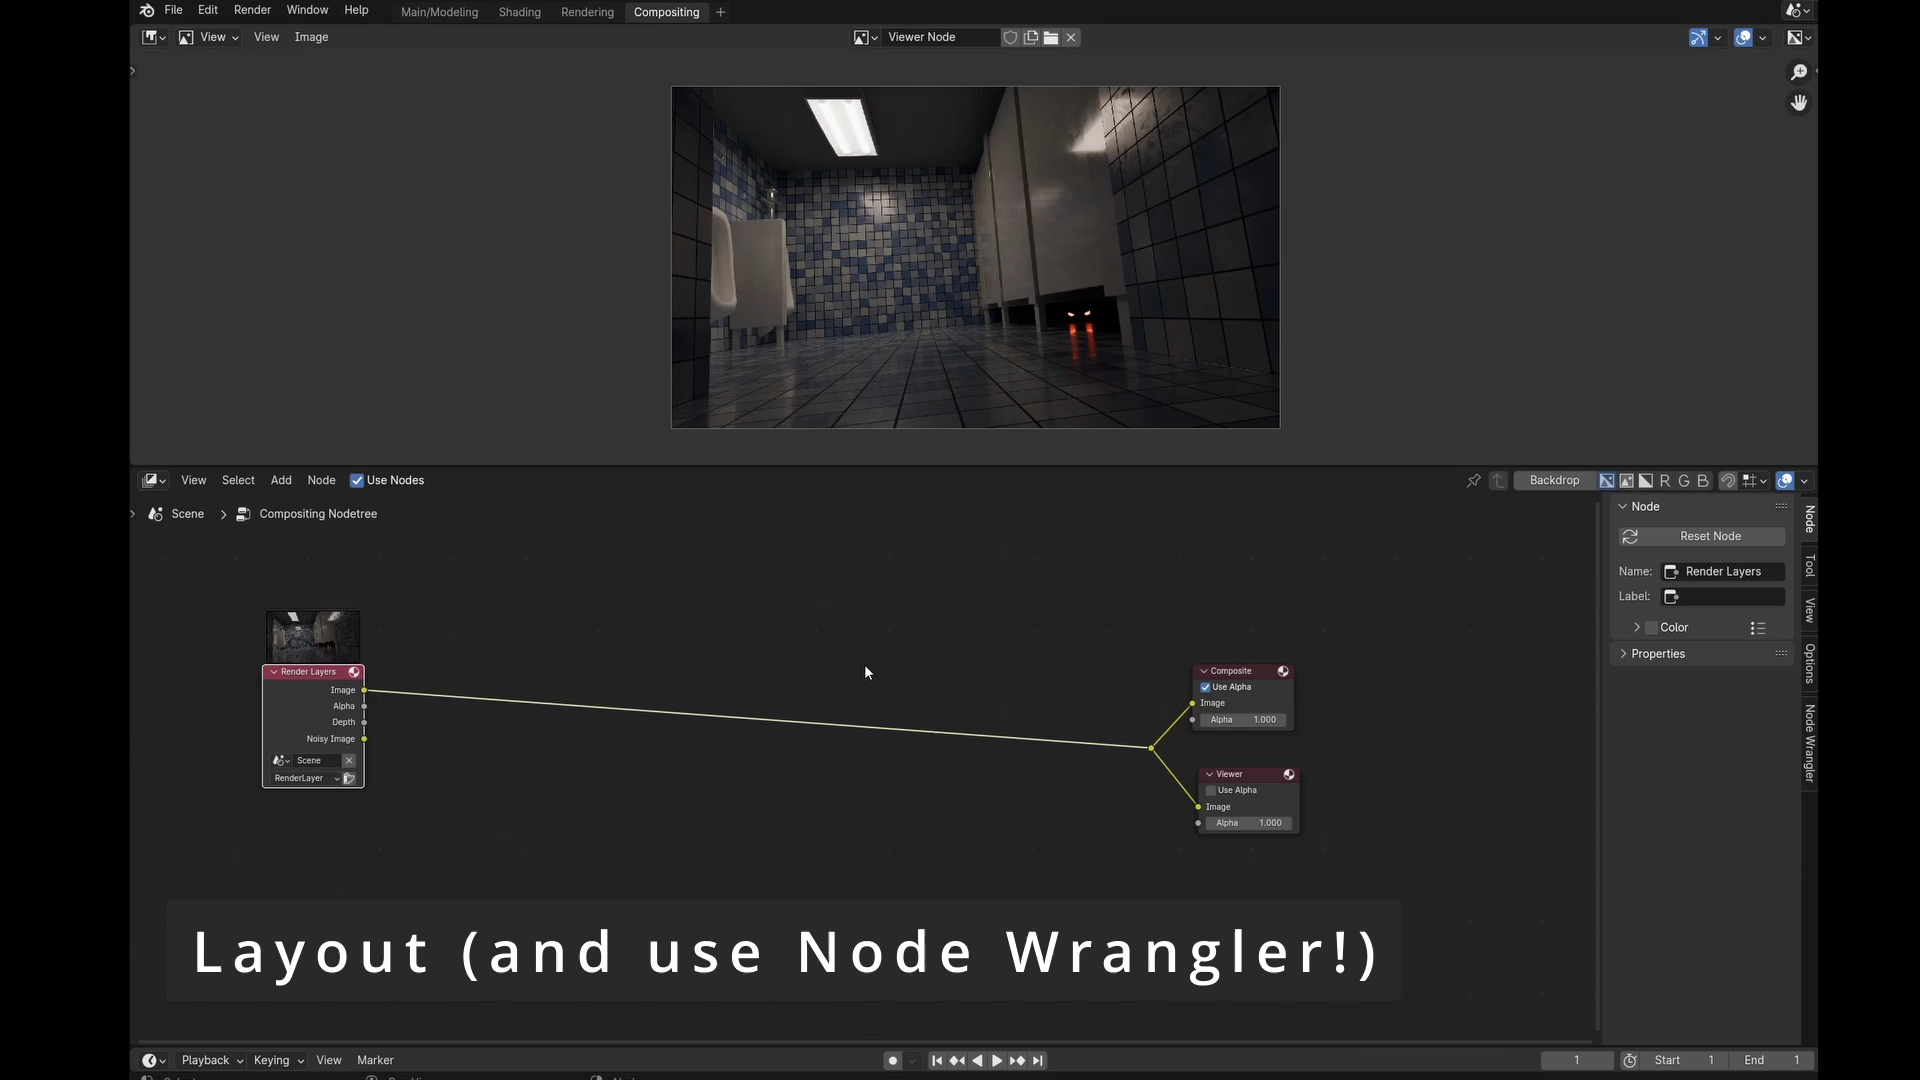 File Edit Render Window Help Main/Modeling Shading Rendering Compositing +
View View Image Viewer Node
View Select Add Node Use Nodes Backdrop R G B
Scene > Compositing Nodetree
Node
Reset Node
Name: Render Layers
Label:
Color
Properties
Node
Tool
View
Options
Node Wrangler
Render Layers
Image
Alpha
Depth
Noisy Image
Scene
RenderLayer
Composite
Use Alpha
Image
Alpha 1.000
Viewer
Use Alpha
Image
Alpha 1.000
Layout (and use Node Wrangler!)
Playback Keying View Marker 1 Start 1 End 1